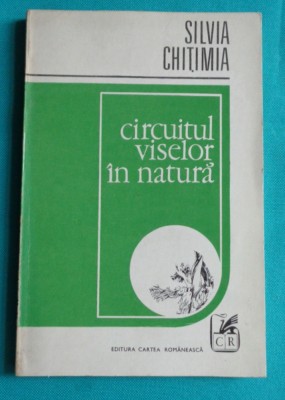 SILVIA
CHIȚIMIA
circuitul
viselor
în natură
EDITURA CARTEA ROMÂNEASCĂ
CR